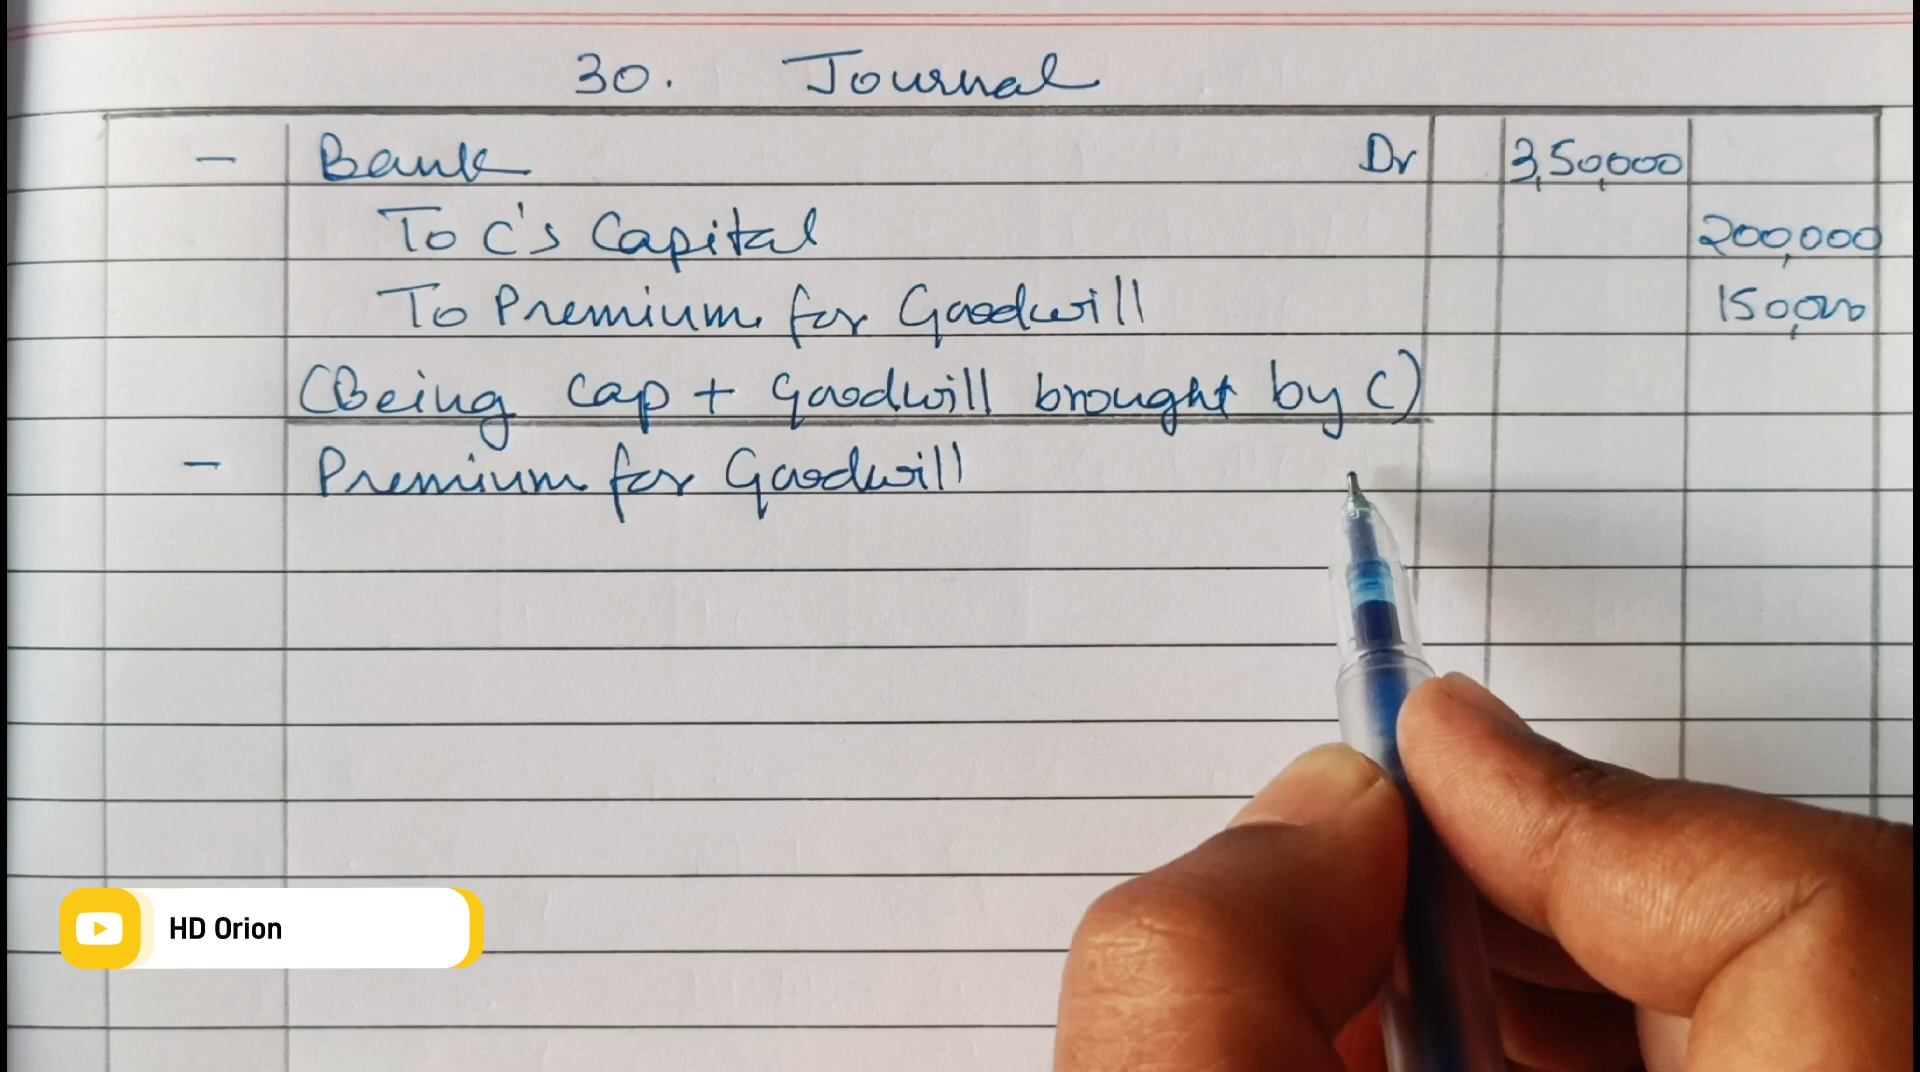 30. Journal
- Bank Dr 3,50,000
To C's Capital 200,000
To Premium for Goodwill 150,000
(Being cap + goodwill brought by C)
- Premium for Goodwill
HD Orion